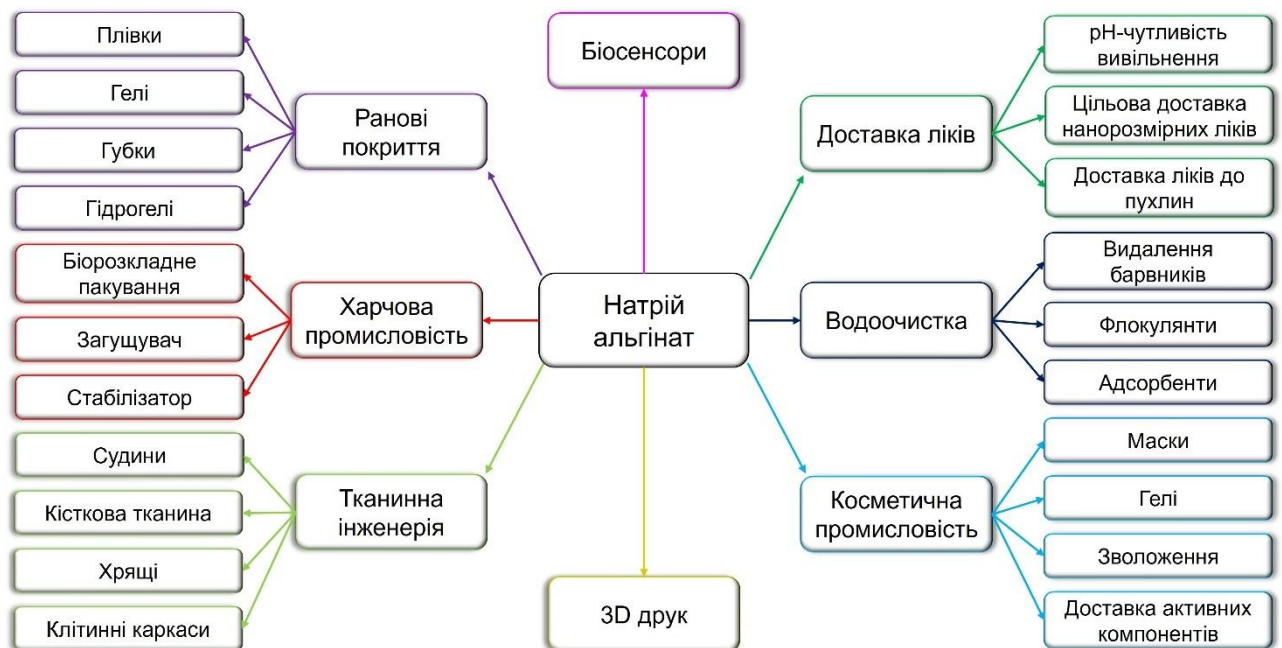 Плівки
Гелі
Губки
Гідрогелі
Ранові
покриття
Біорозкладне
пакування
Загущувач
Стабілізатор
Харчова
промисловість
Судини
Кісткова тканина
Хрящі
Клітинні каркаси
Тканинна
інженерія
Біосенсори
Натрій
альгінат
3D друк
Доставка ліків
рН-чутливість
вивільнення
Цільова доставка
нанорозмірних ліків
Доставка ліків до
пухлин
Водоочистка
Видалення
барвників
Флокулянти
Адсорбенти
Косметична
промисловість
Маски
Гелі
Зволоження
Доставка активних
компонентів